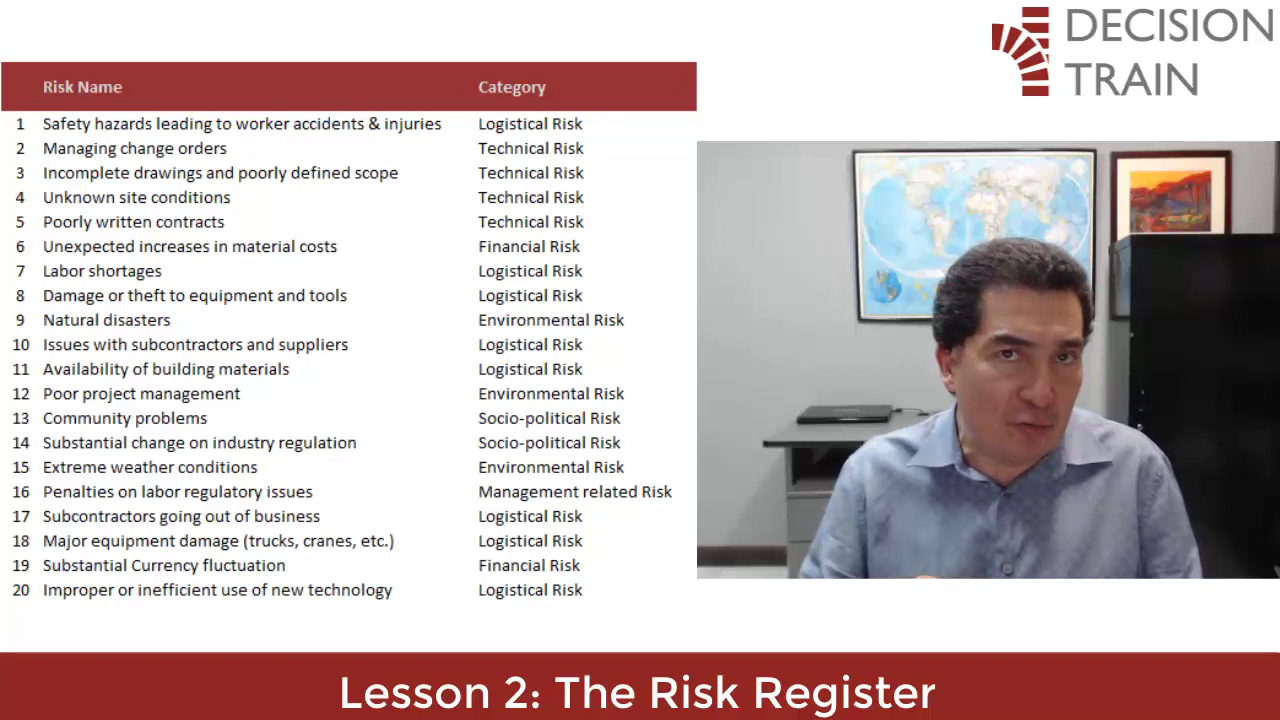 DECISION
TRAIN
Risk Name Category
1 Safety hazards leading to worker accidents & injuries Logistical Risk
2 Managing change orders Technical Risk
3 Incomplete drawings and poorly defined scope Technical Risk
4 Unknown site conditions Technical Risk
5 Poorly written contracts Technical Risk
6 Unexpected increases in material costs Financial Risk
7 Labor shortages Logistical Risk
8 Damage or theft to equipment and tools Logistical Risk
9 Natural disasters Environmental Risk
10 Issues with subcontractors and suppliers Logistical Risk
11 Availability of building materials Logistical Risk
12 Poor project management Environmental Risk
13 Community problems Socio-political Risk
14 Substantial change on industry regulation Socio-political Risk
15 Extreme weather conditions Environmental Risk
16 Penalties on labor regulatory issues Management related Risk
17 Subcontractors going out of business Logistical Risk
18 Major equipment damage (trucks, cranes, etc.) Logistical Risk
19 Substantial Currency fluctuation Financial Risk
20 Improper or inefficient use of new technology Logistical Risk
Lesson 2: The Risk Register